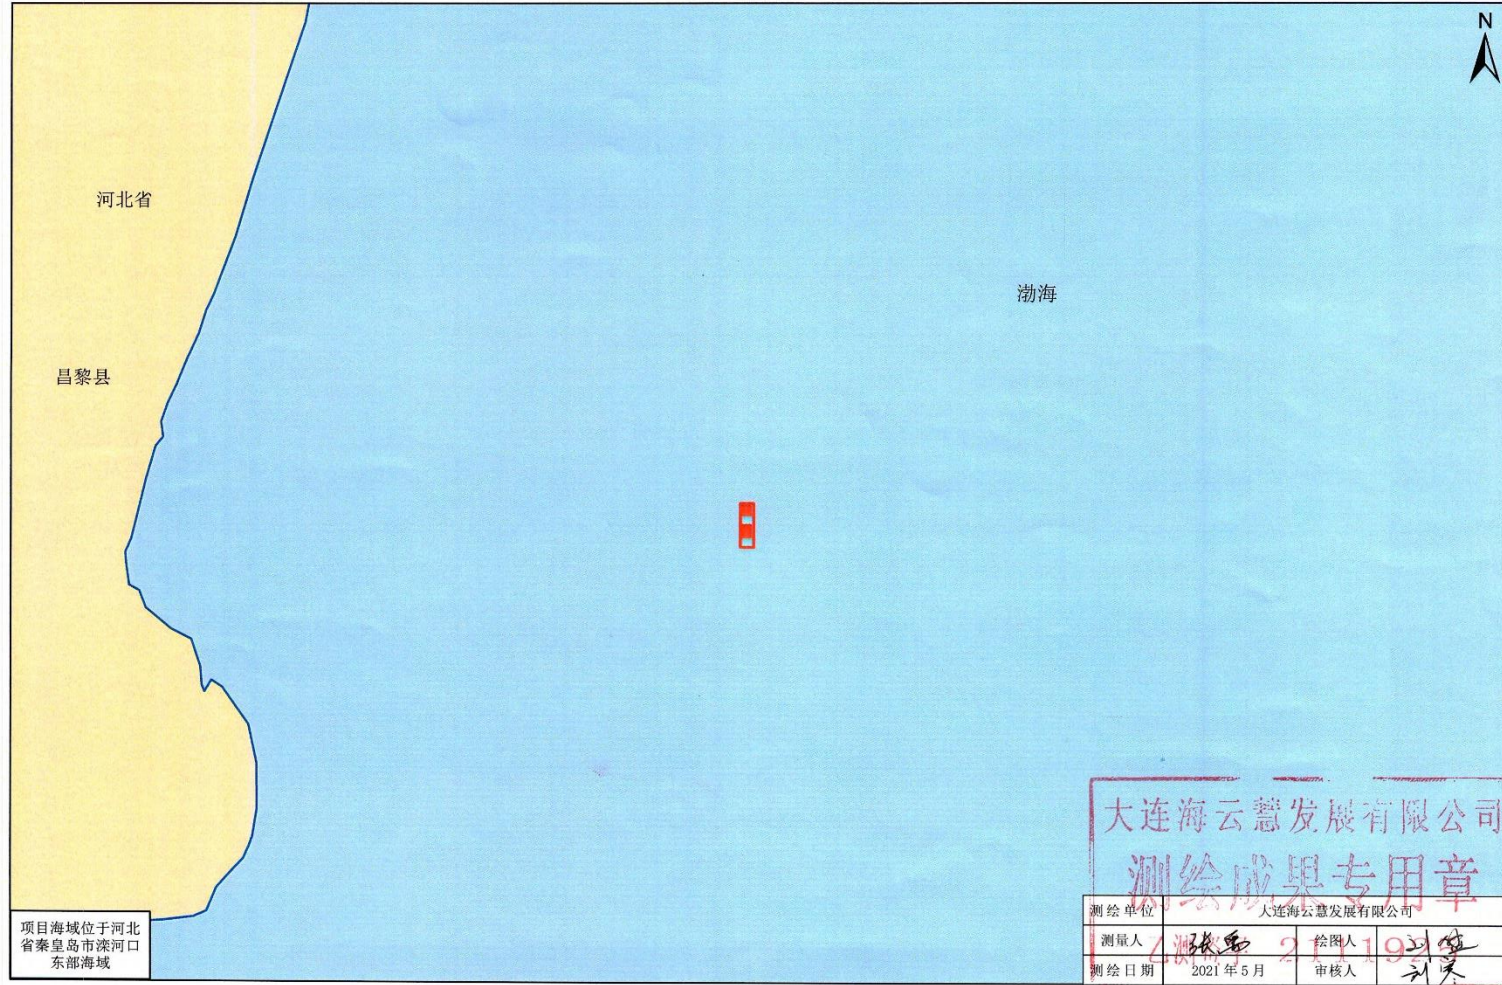 N
河北省
渤海
昌黎县
大连海云慧发展有限公司
测绘成果专用章
测绘单位 大连海云慧发展有限公司
测量人 绘图人
测绘日期 2021年5月 审核人
项目海域位于河北
省秦皇岛市滦河口
东部海域